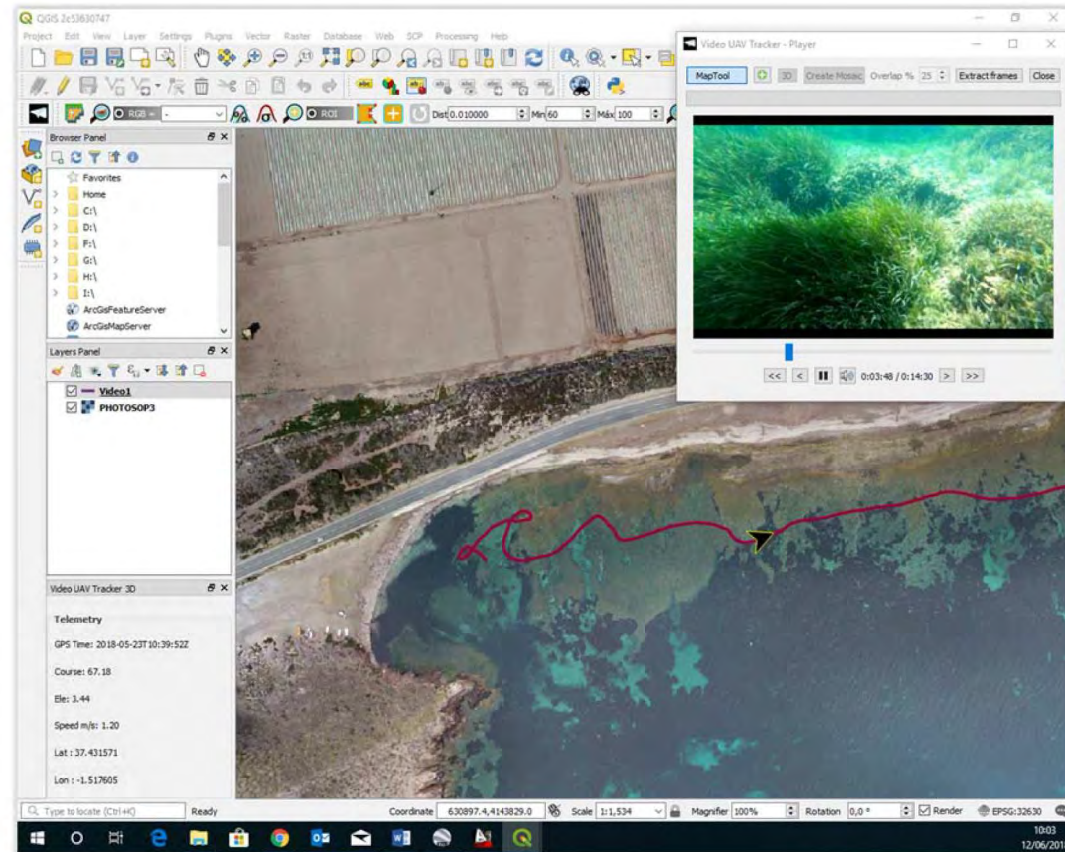 QGIS 2c53630747
Project Edit View Layer Settings Plugins Vector Raster Database Web SCP Processing Help
RGB = -
ROI
Dist 0.010000
Min 60
Máx 100
Browser Panel
Favorites
Home
C:\
D:\
F:\
G:\
H:\
I:\
ArcGisFeatureServer
ArcGisMapServer
Layers Panel
Video1
PHOTOSOP3
Video UAV Tracker 3D
Telemetry
GPS Time: 2018-05-23T10:39:52Z
Course: 67.18
Ele: 3.44
Speed m/s: 1.20
Lat : 37.431571
Lon : -1.517605
Video UAV Tracker - Player
MapTool 3D Create Mosaic Overlap % 25 Extract frames Close
<< < 0:03:48 / 0:14:30 > >>
Type to locate (Ctrl+K) Ready Coordinate 630897.4,4143829.0 Scale 1:1,534 Magnifier 100% Rotation 0,0 ° Render EPSG:32630
10:03
12/06/201